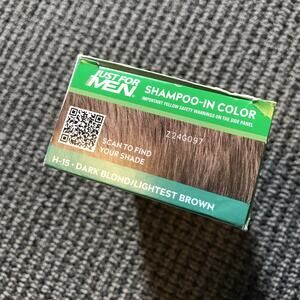 JUST FOR
MEN
SHAMPOO-IN COLOR
IMPORTANT FOLLOW SAFETY WARNINGS ON THE SIDE PANEL
Z24G097
SCAN TO FIND
YOUR SHADE
H-15 • DARK BLOND/LIGHTEST BROWN